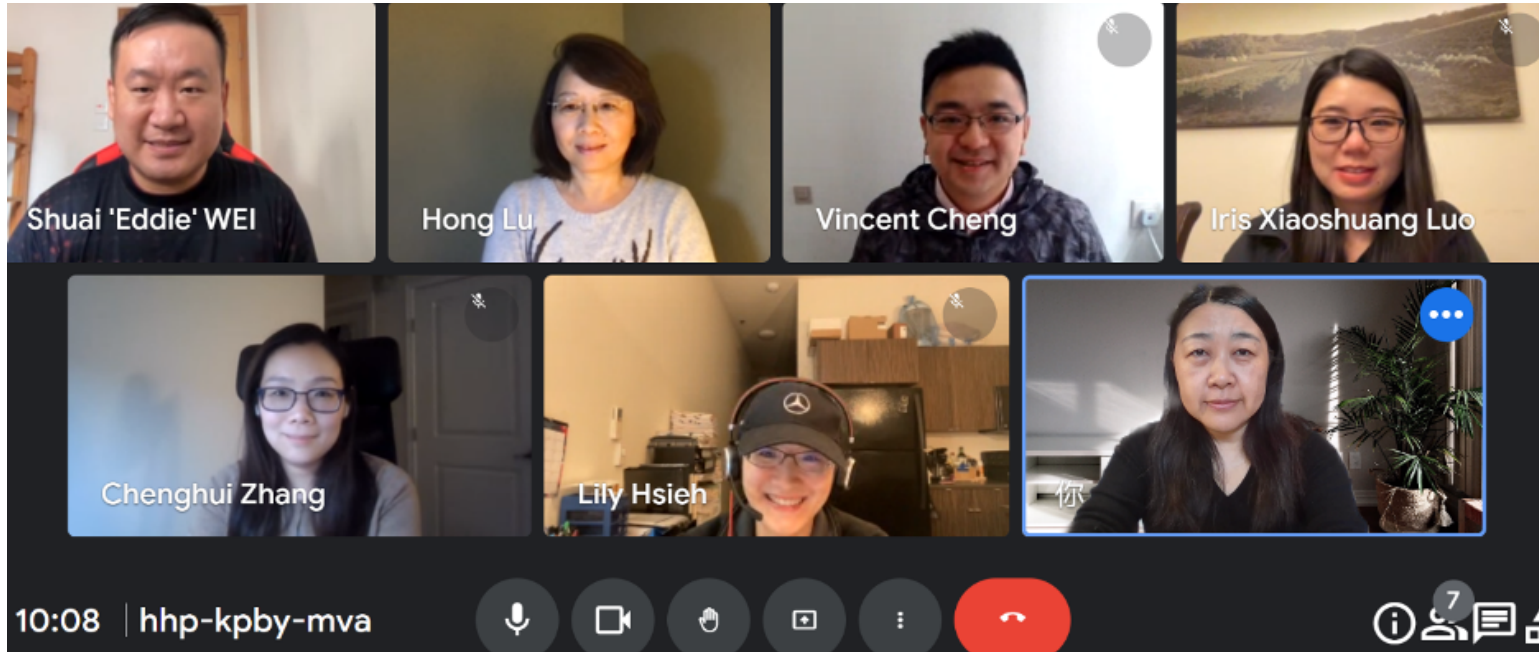 Shuai 'Eddie' WEI
Hong Lu
Vincent Cheng
Iris Xiaoshuang Luo
Chenghui Zhang
Lily Hsieh
你
10:08 | hhp-kpby-mva
7